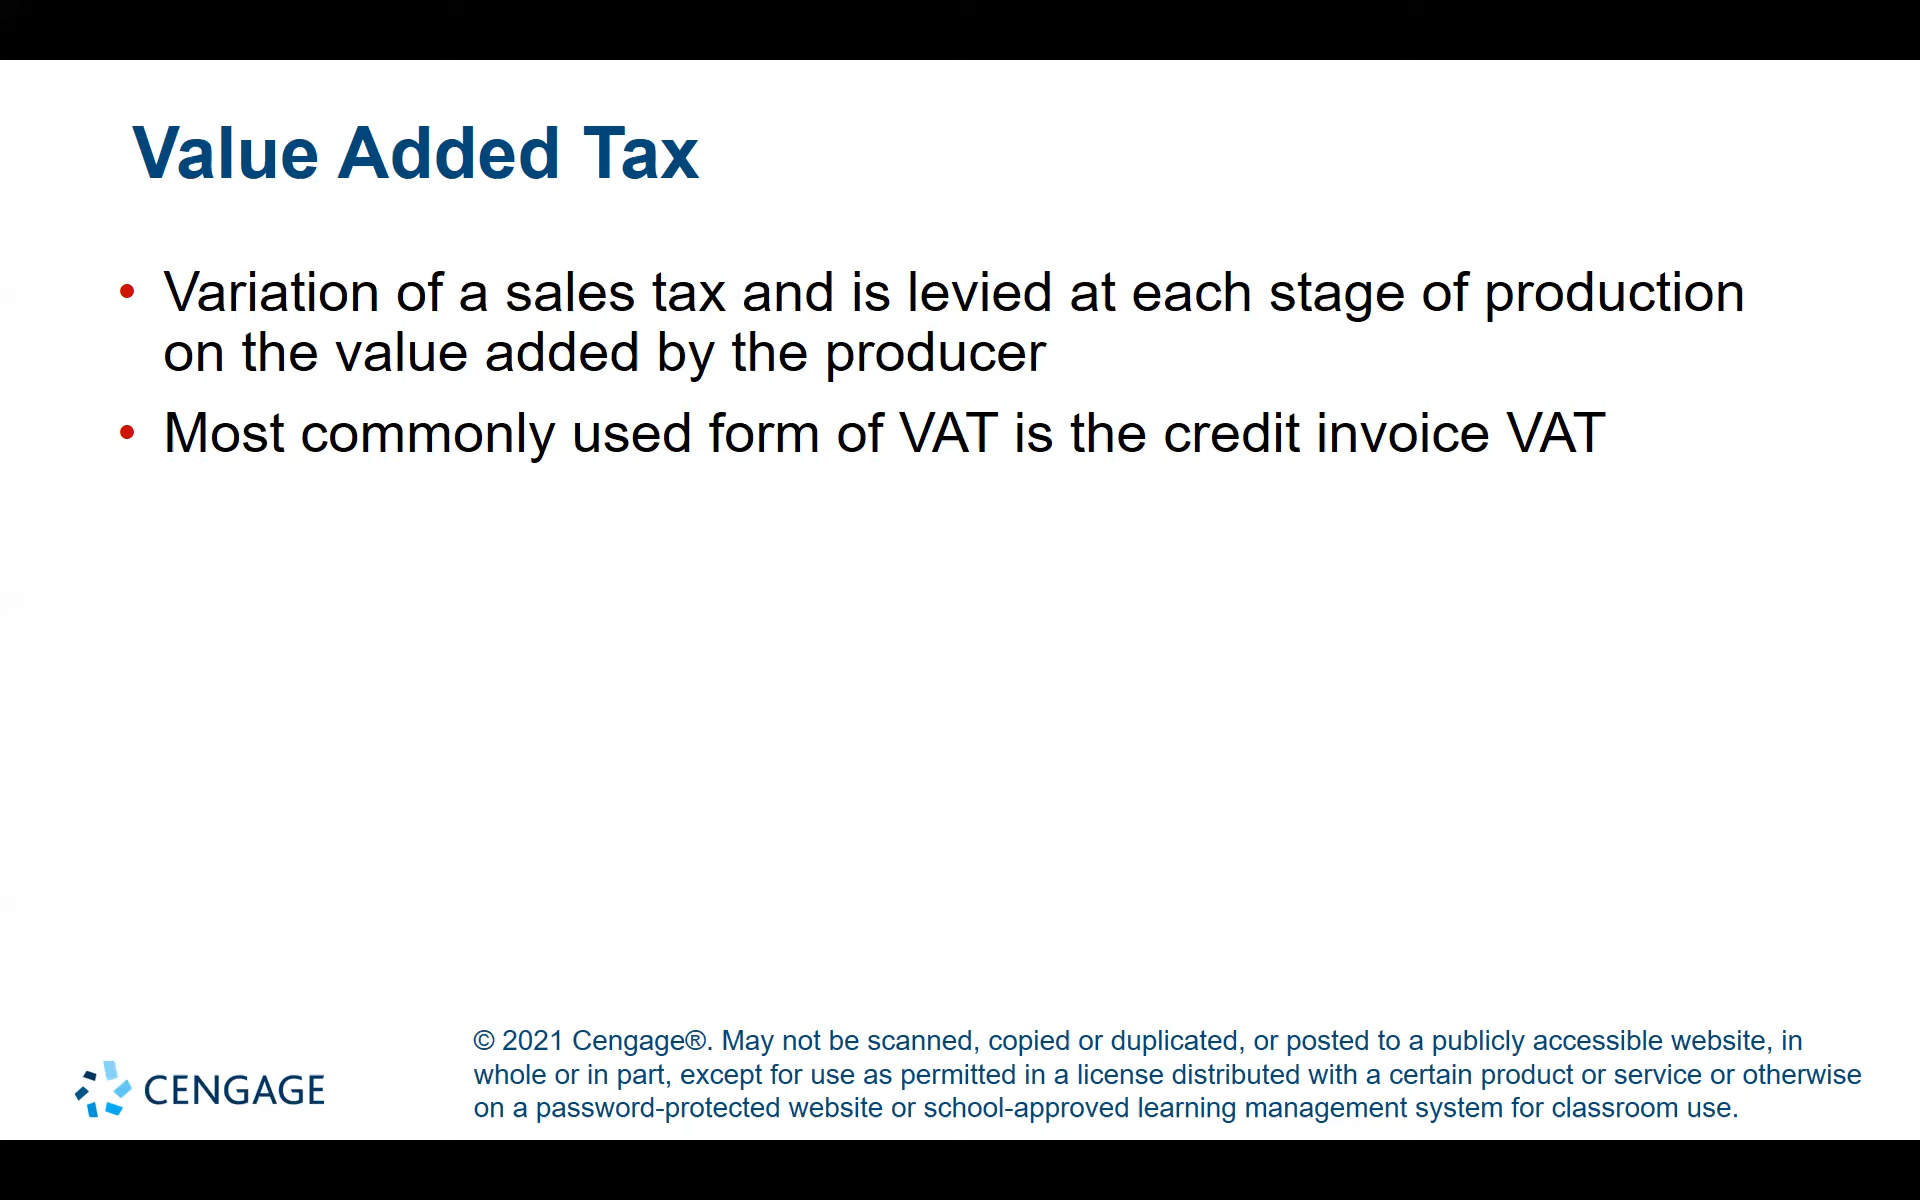 Value Added Tax
• Variation of a sales tax and is levied at each stage of production
on the value added by the producer
• Most commonly used form of VAT is the credit invoice VAT
CENGAGE
© 2021 Cengage®. May not be scanned, copied or duplicated, or posted to a publicly accessible website, in
whole or in part, except for use as permitted in a license distributed with a certain product or service or otherwise
on a password-protected website or school-approved learning management system for classroom use.